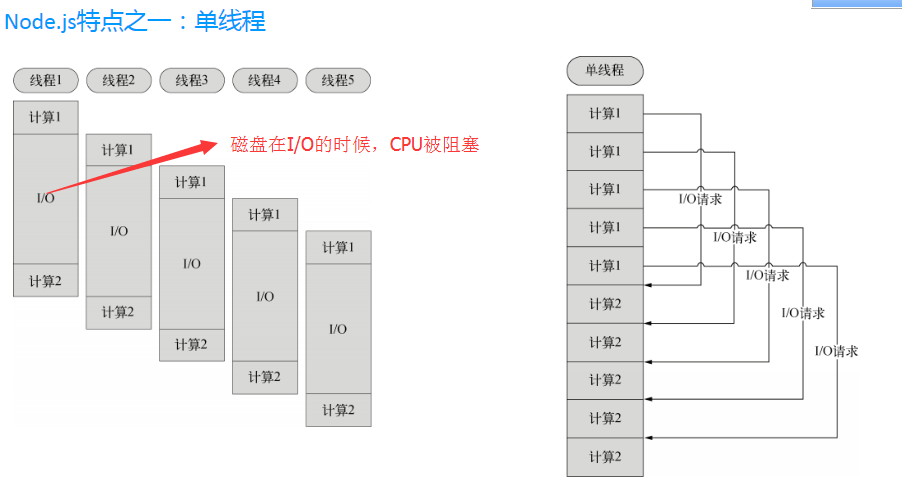 Node.js特点之一：单线程
线程1 线程2 线程3 线程4 线程5
计算1
计算1
磁盘在I/O的时候，CPU被阻塞
计算1
I/O
计算1
I/O
计算1
I/O
计算2
I/O
计算2
I/O
计算2
计算2
计算2
单线程
计算1
计算1
计算1
I/O请求
计算1
I/O请求
计算1
I/O请求
计算2
I/O请求
计算2
I/O请求
计算2
计算2
计算2